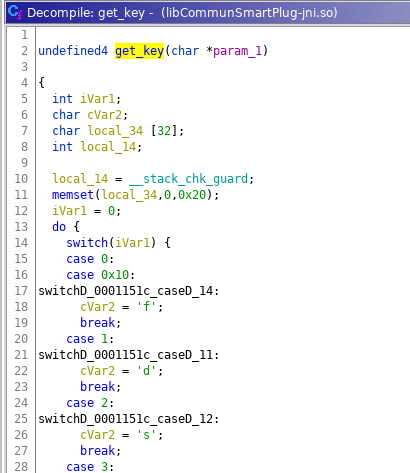 Decompile: get_key - (libCommunSmartPlug-jni.so)
1
2 undefined4 get_key(char *param_1)
3
4 {
5 int iVar1;
6 char cVar2;
7 char local_34 [32];
8 int local_14;
9
10 local_14 = __stack_chk_guard;
11 memset(local_34,0,0x20);
12 iVar1 = 0;
13 do {
14 switch(iVar1) {
15 case 0:
16 case 0x10:
17 switchD_0001151c_caseD_14:
18 cVar2 = 'f';
19 break;
20 case 1:
21 switchD_0001151c_caseD_11:
22 cVar2 = 'd';
23 break;
24 case 2:
25 switchD_0001151c_caseD_12:
26 cVar2 = 's';
27 break;
28 case 3: